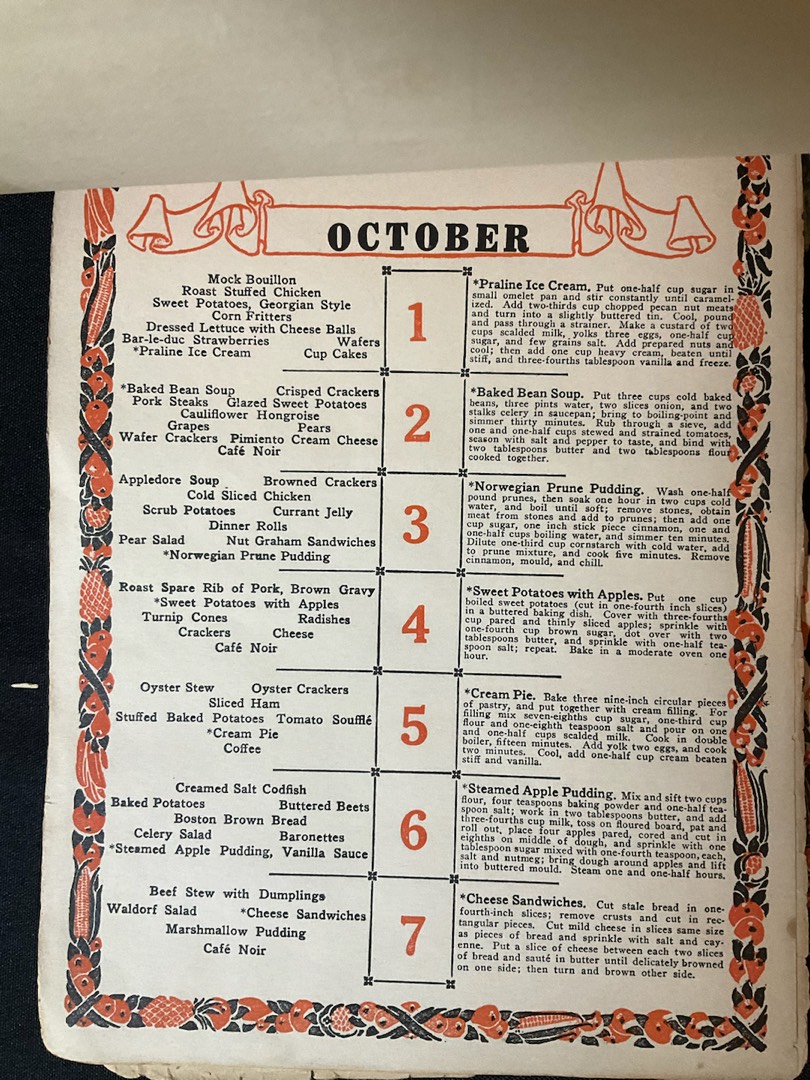 OCTOBER
Mock Bouillon
Roast Stuffed Chicken
Sweet Potatoes, Georgian Style
Corn Fritters
Dressed Lettuce with Cheese Balls
Bar-le-duc Strawberries Wafers
*Praline Ice Cream Cup Cakes
1
*Praline Ice Cream. Put one-half cup sugar in
small omelet pan and stir constantly until caramel-
ized. Add two-thirds cup chopped pecan nut meats
and turn into a slightly buttered tin. Cool, pound
and pass through a strainer. Make a custard of two
cups scalded milk, yolks three eggs, one-half cup
sugar, and few grains salt. Add prepared nuts and
cool; then add one cup heavy cream, beaten until
stiff, and three-fourths tablespoon vanilla and freeze.
*Baked Bean Soup Crisped Crackers
Pork Steaks Glazed Sweet Potatoes
Cauliflower Hongroise
Grapes Pears
Wafer Crackers Pimiento Cream Cheese
Café Noir
2
*Baked Bean Soup. Put three cups cold baked
beans, three pints water, two slices onion, and two
stalks celery in saucepan; bring to boiling-point and
simmer thirty minutes. Rub through a sieve, add
one and one-half cups stewed and strained tomatoes,
season with salt and pepper to taste, and bind with
two tablespoons butter and two tablespoons flour
cooked together.
Appledore Soup Browned Crackers
Cold Sliced Chicken
Scrub Potatoes Currant Jelly
Dinner Rolls
Pear Salad Nut Graham Sandwiches
*Norwegian Prune Pudding
3
*Norwegian Prune Pudding. Wash one-half
pound prunes, then soak one hour in two cups cold
water, and boil until soft; remove stones, obtain
meat from stones and add to prunes; then add one
cup sugar, one inch stick piece cinnamon, one and
one-half cups boiling water, and simmer ten minutes.
Dilute one-third cup cornstarch with cold water, add
to prune mixture, and cook five minutes. Remove
cinnamon, mould, and chill.
Roast Spare Rib of Pork, Brown Gravy
*Sweet Potatoes with Apples
Turnip Cones Radishes
Crackers Cheese
Café Noir
4
*Sweet Potatoes with Apples. Put one cup
boiled sweet potatoes (cut in one-fourth inch slices)
in a buttered baking dish. Cover with three-fourths
cup pared and thinly sliced apples; sprinkle with
one-fourth cup brown sugar, dot over with two
tablespoons butter, and sprinkle with one-half tea-
spoon salt; repeat. Bake in a moderate oven one
hour.
Oyster Stew Oyster Crackers
Sliced Ham
Stuffed Baked Potatoes Tomato Soufflé
*Cream Pie
Coffee
5
*Cream Pie. Bake three nine-inch circular pieces
of pastry, and put together with cream filling. For
filling mix seven-eighths cup sugar, one-third cup
flour and one-eighth teaspoon salt and pour on one
and one-half cups scalded milk. Cook in double
boiler, fifteen minutes. Add yolk two eggs, and cook
two minutes. Cool, add one-half cup cream beaten
stiff and vanilla.
Creamed Salt Codfish
Baked Potatoes Buttered Beets
Boston Brown Bread
Celery Salad Baronettes
*Steamed Apple Pudding, Vanilla Sauce
6
*Steamed Apple Pudding. Mix and sift two cups
flour, four teaspoons baking powder and one-half tea-
spoon salt; work in two tablespoons butter, and add
three-fourths cup milk, toss on floured board, pat and
roll out, place four apples pared, cored and cut in
eighths on middle of dough, and sprinkle with one
tablespoon sugar mixed with one-fourth teaspoon, each,
salt and nutmeg; bring dough around apples and lift
into buttered mould. Steam one and one-half hours.
Beef Stew with Dumplings
Waldorf Salad *Cheese Sandwiches
Marshmallow Pudding
Café Noir
7
*Cheese Sandwiches. Cut stale bread in one-
fourth-inch slices; remove crusts and cut in rec-
tangular pieces. Cut mild cheese in slices same size
as pieces of bread and sprinkle with salt and cay-
enne. Put a slice of cheese between each two slices
of bread and sauté in butter until delicately browned
on one side; then turn and brown other side.